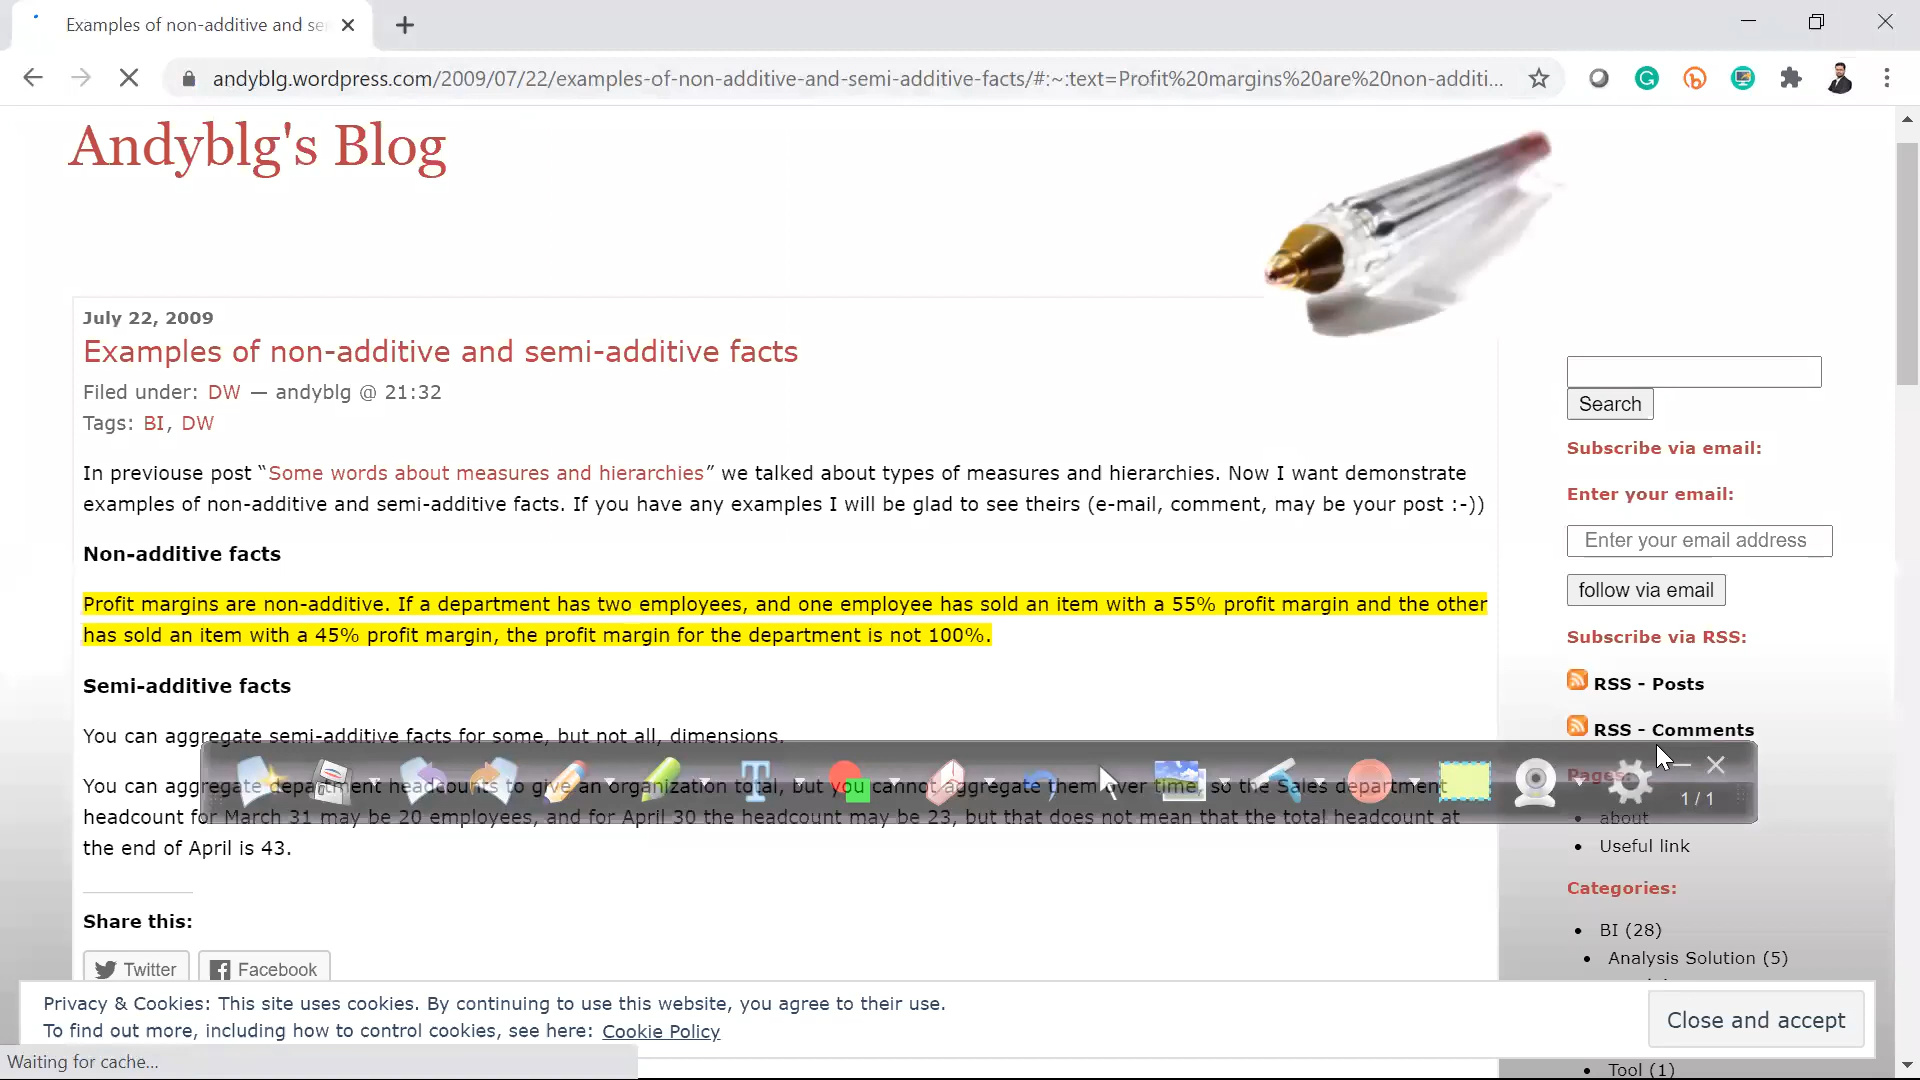 Examples of non-additive and se
andyblg.wordpress.com/2009/07/22/examples-of-non-additive-and-semi-additive-facts/#:~:text=Profit%20margins%20are%20non-additi...
Andyblg's Blog
July 22, 2009
Examples of non-additive and semi-additive facts
Filed under: DW — andyblg @ 21:32
Tags: BI, DW
In previouse post “Some words about measures and hierarchies” we talked about types of measures and hierarchies. Now I want demonstrate
examples of non-additive and semi-additive facts. If you have any examples I will be glad to see theirs (e-mail, comment, may be your post :-))
Non-additive facts
Profit margins are non-additive. If a department has two employees, and one employee has sold an item with a 55% profit margin and the other
has sold an item with a 45% profit margin, the profit margin for the department is not 100%.
Semi-additive facts
You can aggregate semi-additive facts for some, but not all, dimensions.
You can aggregate department headcounts to give an organization total, but you cannot aggregate them over time, so the Sales department
headcount for March 31 may be 20 employees, and for April 30 the headcount may be 23, but that does not mean that the total headcount at
the end of April is 43.
Share this:
Twitter
Facebook
Search
Subscribe via email:
Enter your email:
Enter your email address
follow via email
Subscribe via RSS:
RSS - Posts
RSS - Comments
Pages:
1 / 1
about
Useful link
Categories:
BI (28)
Analysis Solution (5)
Tool (1)
Privacy & Cookies: This site uses cookies. By continuing to use this website, you agree to their use.
To find out more, including how to control cookies, see here: Cookie Policy
Close and accept
Waiting for cache...